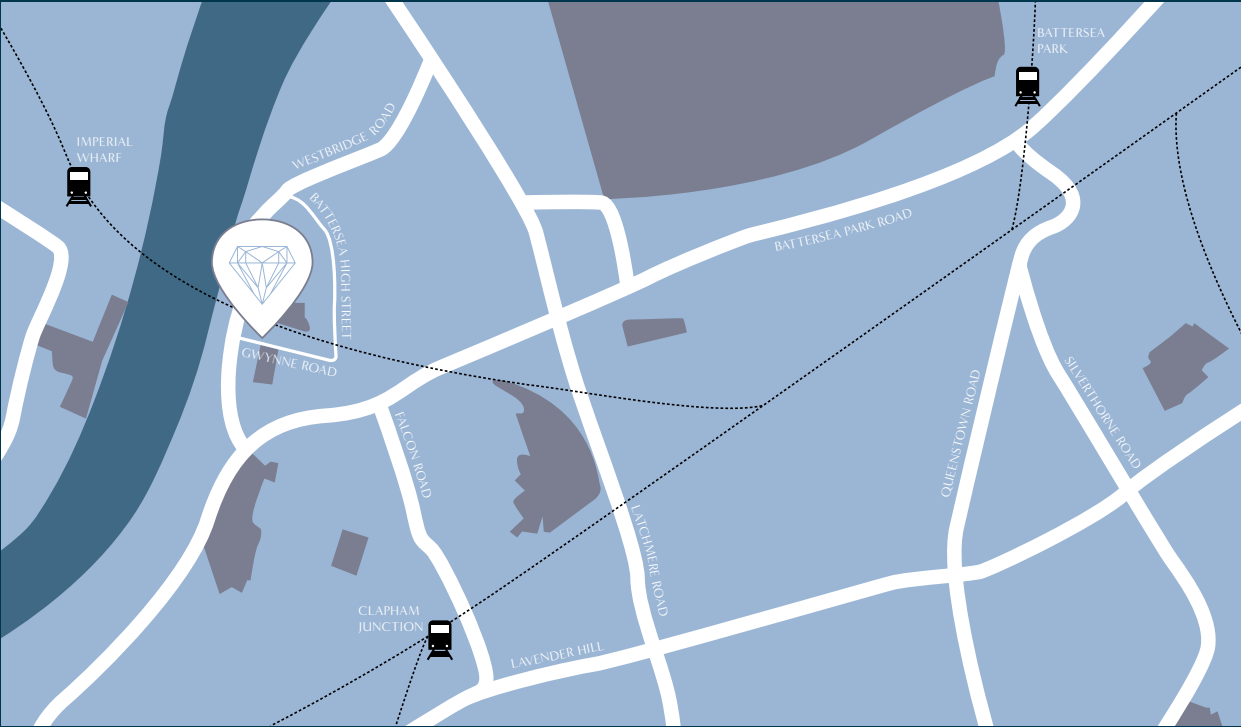 BATTERSEA
PARK
IMPERIAL
WHARF
WESTBRIDGE ROAD
BATTERSEA HIGH STREET
BATTERSEA PARK ROAD
GWYNNE ROAD
FALCON ROAD
QUEENSTOWN ROAD
SILVERTHORNE ROAD
LATCHMERE ROAD
CLAPHAM
JUNCTION
LAVENDER HILL